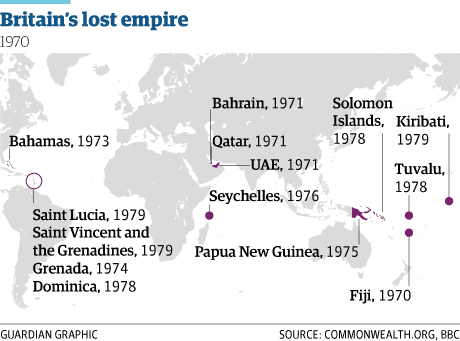 Britain's lost empire
1970
Bahamas, 1973
Saint Lucia, 1979
Saint Vincent and
the Grenadines, 1979
Grenada, 1974
Dominica, 1978
Bahrain, 1971
Qatar, 1971
UAE, 1971
Seychelles, 1976
Solomon
Islands,
1978
Kiribati,
1979
Tuvalu,
1978
Papua New Guinea, 1975
Fiji, 1970
GUARDIAN GRAPHIC
SOURCE: COMMONWEALTH.ORG, BBC